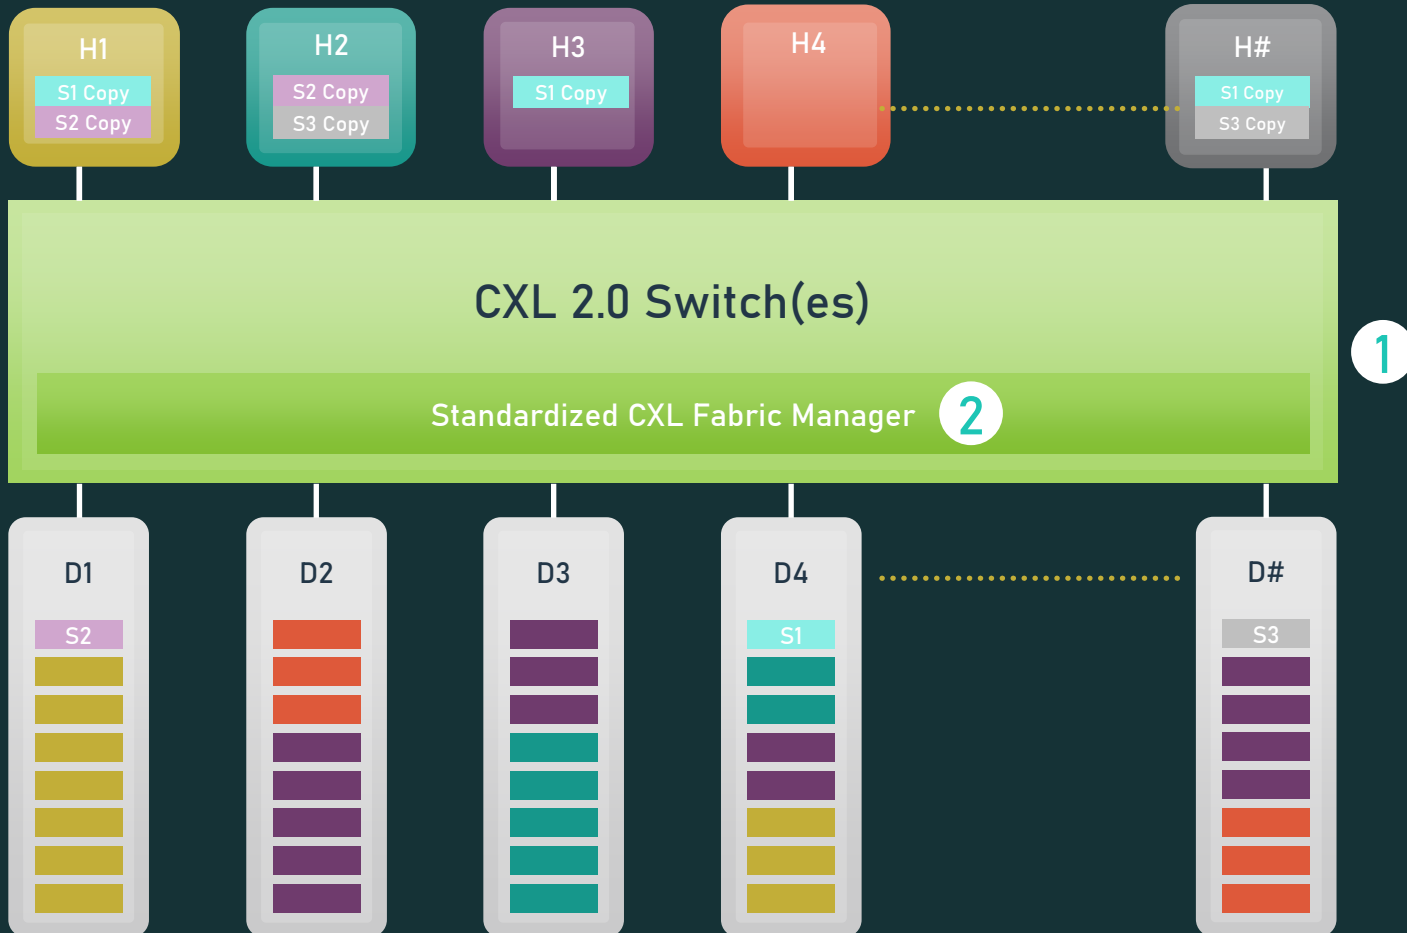 H1
S1 Copy
S2 Copy
H2
S2 Copy
S3 Copy
H3
S1 Copy
H4
H#
S1 Copy
S3 Copy
CXL 2.0 Switch(es)
1
Standardized CXL Fabric Manager
2
D1
S2
D2
D3
D4
S1
D#
S3